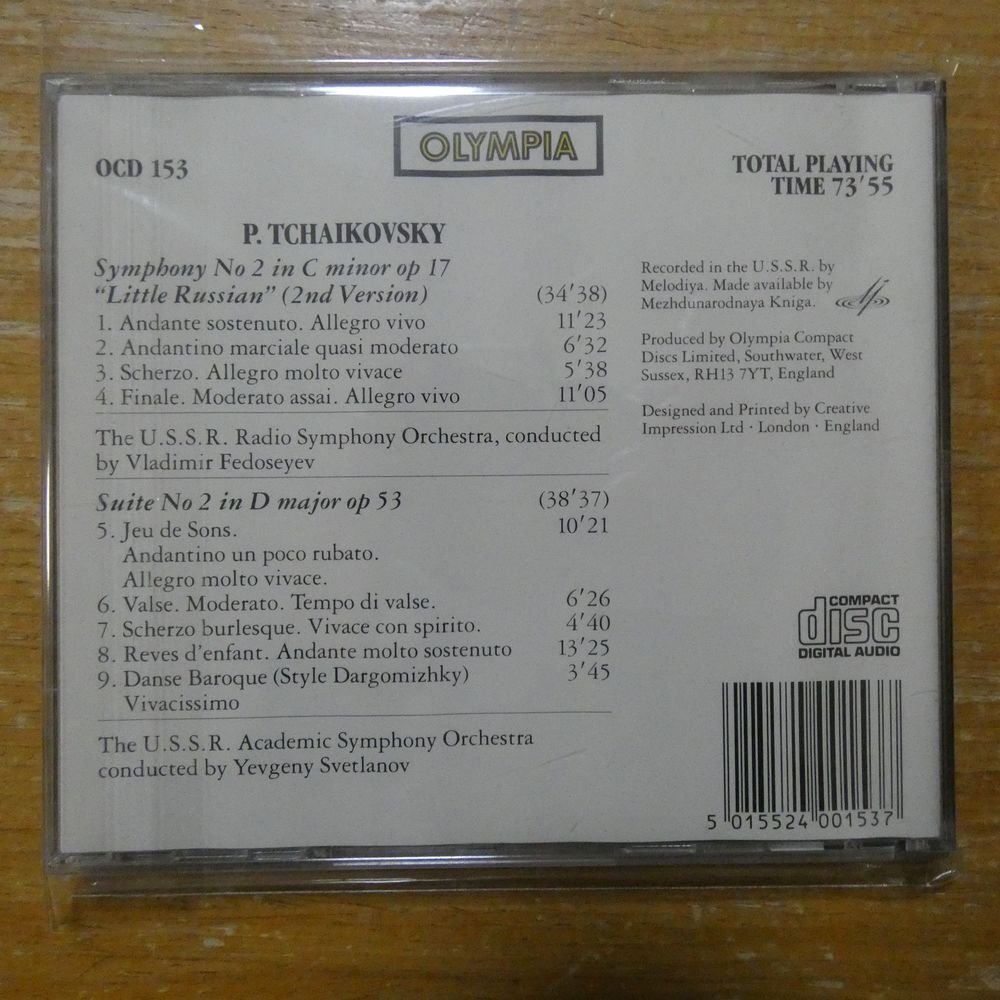 OLYMPIA
OCD 153
TOTAL PLAYING
TIME 73'55
P. TCHAIKOVSKY
Symphony No 2 in C minor op 17
"Little Russian" (2nd Version) (34'38)
1. Andante sostenuto. Allegro vivo 11'23
2. Andantino marciale quasi moderato 6'32
3. Scherzo. Allegro molto vivace 5'38
4. Finale. Moderato assai. Allegro vivo 11'05
The U.S.S.R. Radio Symphony Orchestra, conducted
by Vladimir Fedoseyev
Suite No 2 in D major op 53 (38'37)
5. Jeu de Sons. 10'21
Andantino un poco rubato.
Allegro molto vivace.
6. Valse. Moderato. Tempo di valse. 6'26
7. Scherzo burlesque. Vivace con spirito. 4'40
8. Reves d'enfant. Andante molto sostenuto 13'25
9. Danse Baroque (Style Dargomizhky) 3'45
Vivacissimo
The U.S.S.R. Academic Symphony Orchestra
conducted by Yevgeny Svetlanov
Recorded in the U.S.S.R. by
Melodiya. Made available by
Mezhdunarodnaya Kniga.
Produced by Olympia Compact
Discs Limited, Southwater, West
Sussex, RH13 7YT, England
Designed and Printed by Creative
Impression Ltd · London · England
COMPACT
disc
DIGITAL AUDIO
5 015524 001537